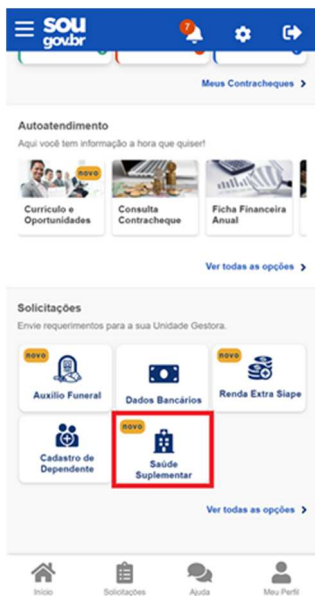 sou
gov.br
7
Meus Contracheques >
Autoatendimento
Aqui você tem informação a hora que quiser!
novo
Currículo e
Oportunidades
Consulta
Contracheque
Ficha Financeira
Anual
Ver todas as opções >
Solicitações
Envie requerimentos para a sua Unidade Gestora.
novo
Auxílio Funeral
Dados Bancários
novo
Renda Extra Siape
Cadastro de
Dependente
novo
Saúde
Suplementar
Ver todas as opções >
Início
Solicitações
Ajuda
Meu Perfil